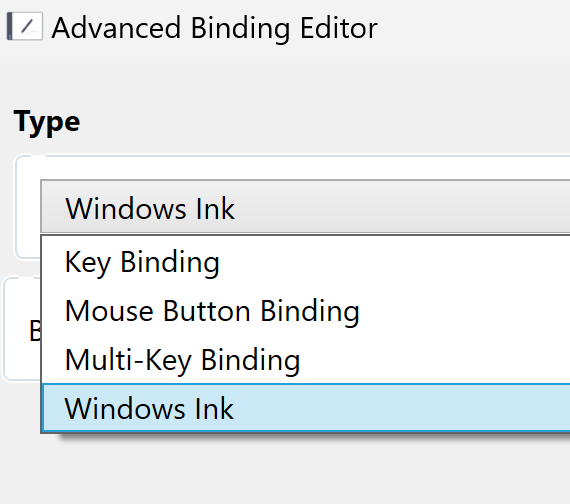 Advanced Binding Editor
Type
Windows Ink
Key Binding
Mouse Button Binding
Multi-Key Binding
Windows Ink